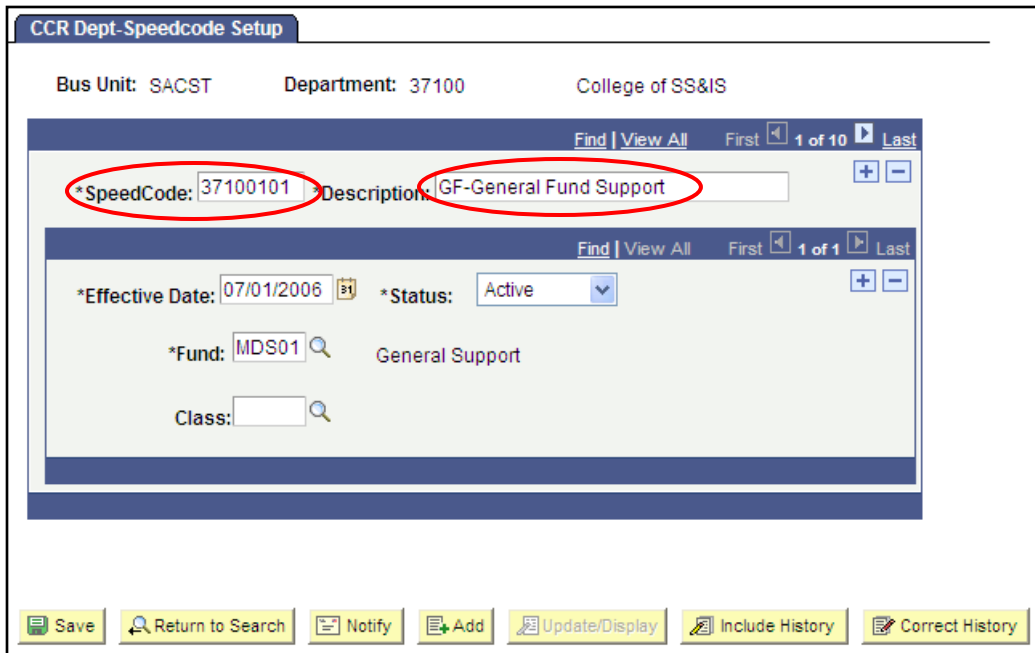 CCR Dept-Speedcode Setup
Bus Unit: SACST Department: 37100 College of SS&IS
Find | View All First 1 of 10 Last
*SpeedCode: 37100101 *Description: GF-General Fund Support
Find | View All First 1 of 1 Last
*Effective Date: 07/01/2006 31 *Status: Active
*Fund: MDS01 General Support
Class:
Save Return to Search Notify Add Update/Display Include History Correct History